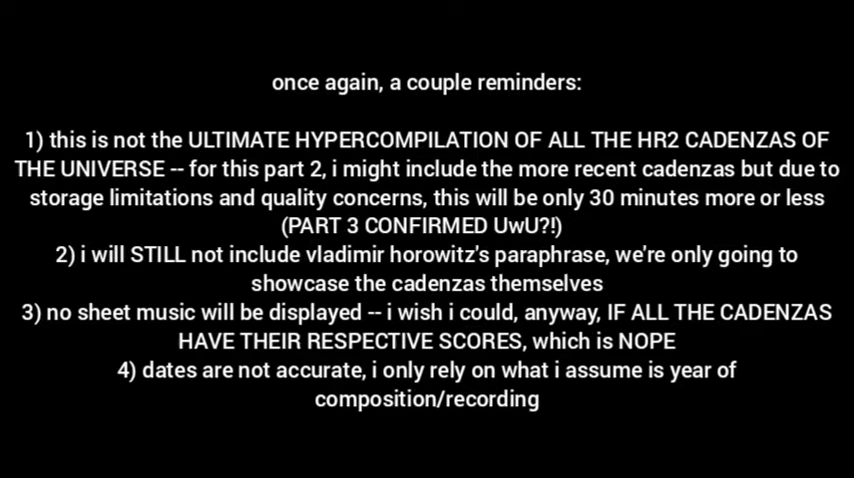 once again, a couple reminders:
1) this is not the ULTIMATE HYPERCOMPILATION OF ALL THE HR2 CADENZAS OF
THE UNIVERSE -- for this part 2, i might include the more recent cadenzas but due to
storage limitations and quality concerns, this will be only 30 minutes more or less
(PART 3 CONFIRMED UwU?!)
2) i will STILL not include vladimir horowitz's paraphrase, we're only going to
showcase the cadenzas themselves
3) no sheet music will be displayed -- i wish i could, anyway, IF ALL THE CADENZAS
HAVE THEIR RESPECTIVE SCORES, which is NOPE
4) dates are not accurate, i only rely on what i assume is year of
composition/recording